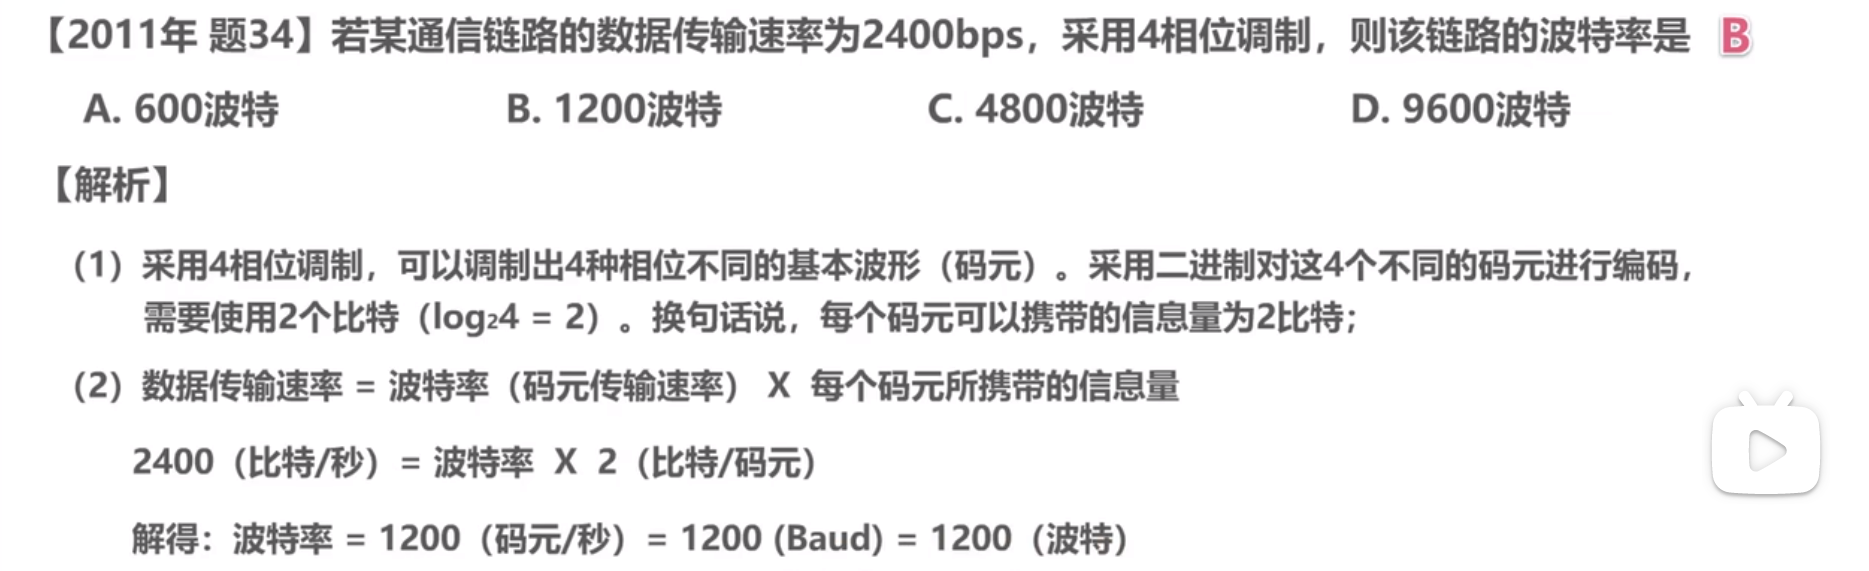 【2011年 题34】若某通信链路的数据传输速率为2400bps，采用4相位调制，则该链路的波特率是 B
A. 600波特 B. 1200波特 C. 4800波特 D. 9600波特
【解析】
（1）采用4相位调制，可以调制出4种相位不同的基本波形（码元）。采用二进制对这4个不同的码元进行编码，
需要使用2个比特（log₂4 = 2）。换句话说，每个码元可以携带的信息量为2比特；
（2）数据传输速率 = 波特率（码元传输速率） X 每个码元所携带的信息量
2400（比特/秒）= 波特率 X 2（比特/码元）
解得：波特率 = 1200（码元/秒）= 1200 (Baud) = 1200（波特）